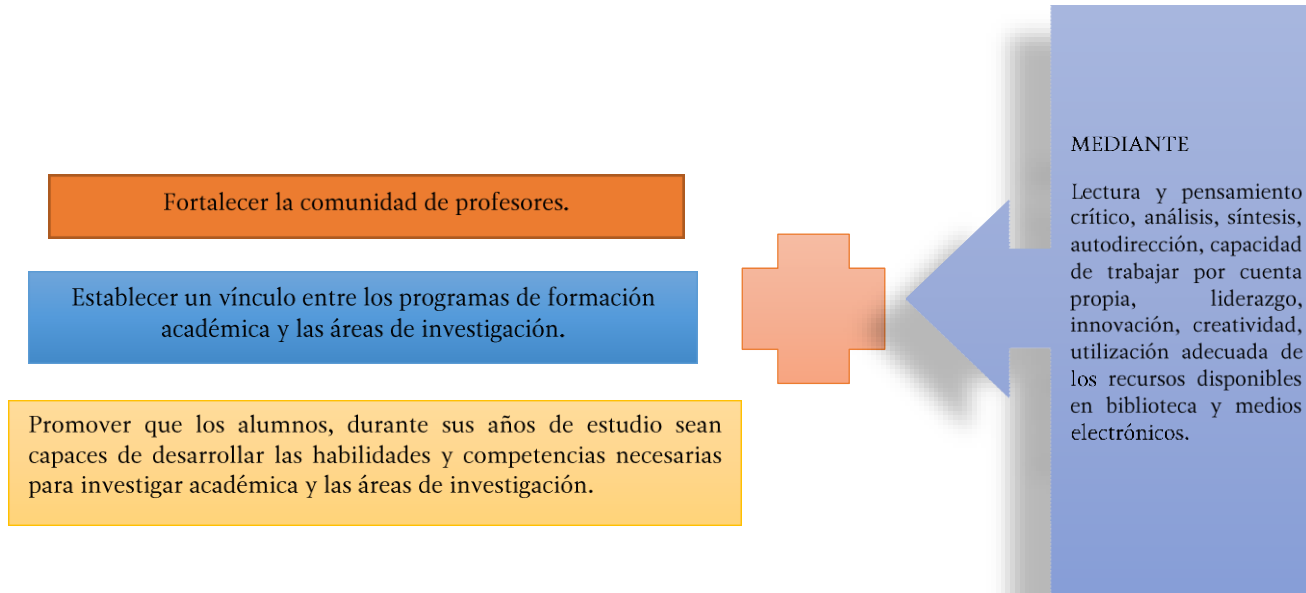 Fortalecer la comunidad de profesores.
Establecer un vínculo entre los programas de formación
académica y las áreas de investigación.
Promover que los alumnos, durante sus años de estudio sean
capaces de desarrollar las habilidades y competencias necesarias
para investigar académica y las áreas de investigación.
MEDIANTE
Lectura y pensamiento
crítico, análisis, síntesis,
autodirección, capacidad
de trabajar por cuenta
propia, liderazgo,
innovación, creatividad,
utilización adecuada de
los recursos disponibles
en biblioteca y medios
electrónicos.